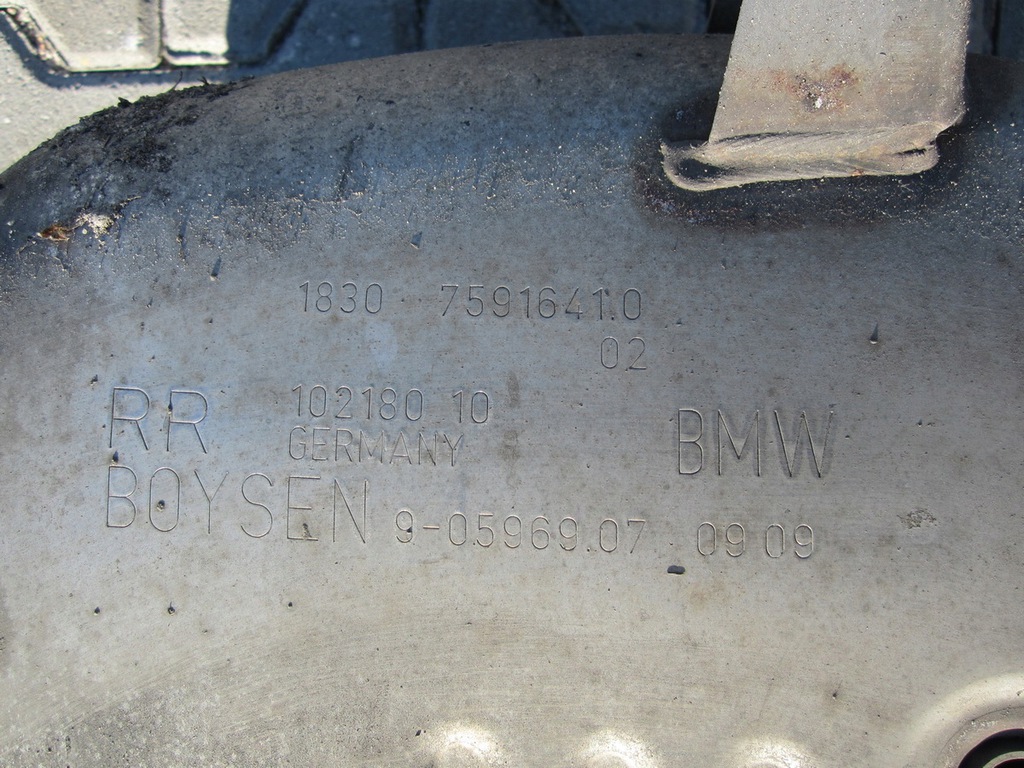 1830 7591641.0
02
RR 102180 10
GERMANY BMW
BOYSEN 9-05969.07 09 09